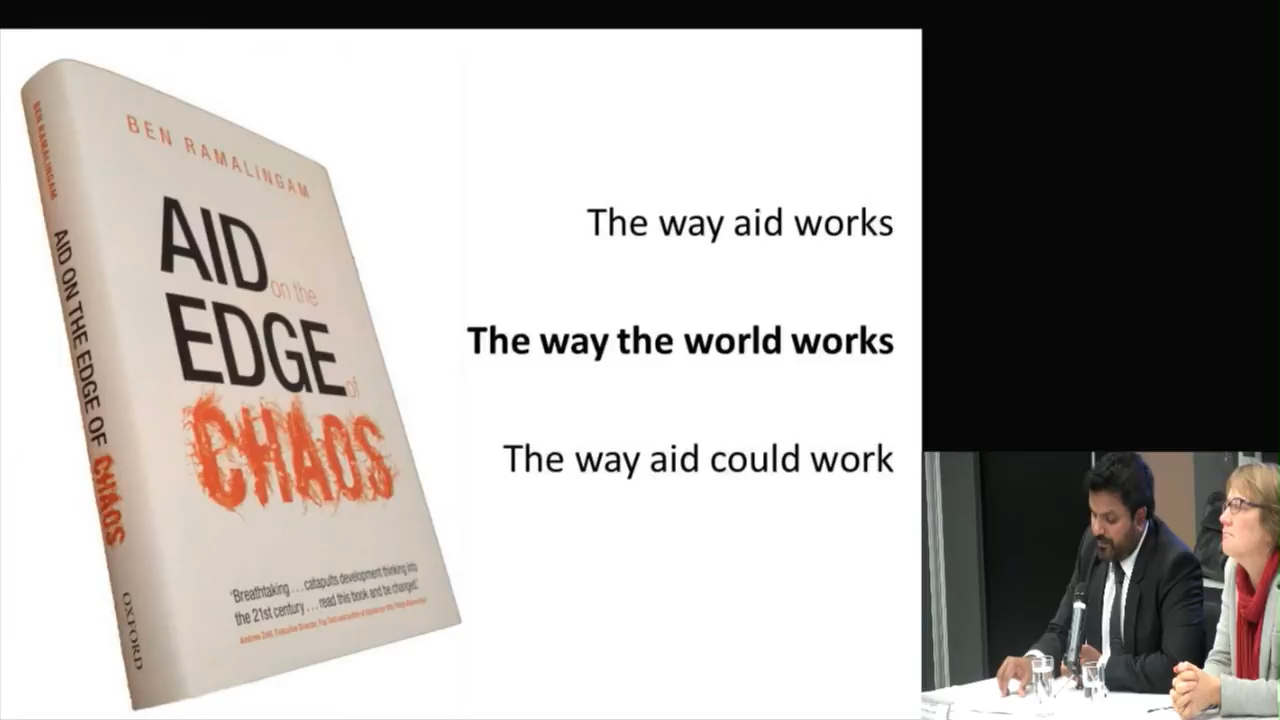 BEN RAMALINGAM
AID ON THE EDGE OF CHAOS
OXFORD
BEN RAMALINGAM
AID
on the
EDGE
of
CHAOS
'Breathtaking ... catapults development thinking into
the 21st century ... read this book and be changed.'
The way aid works
The way the world works
The way aid could work